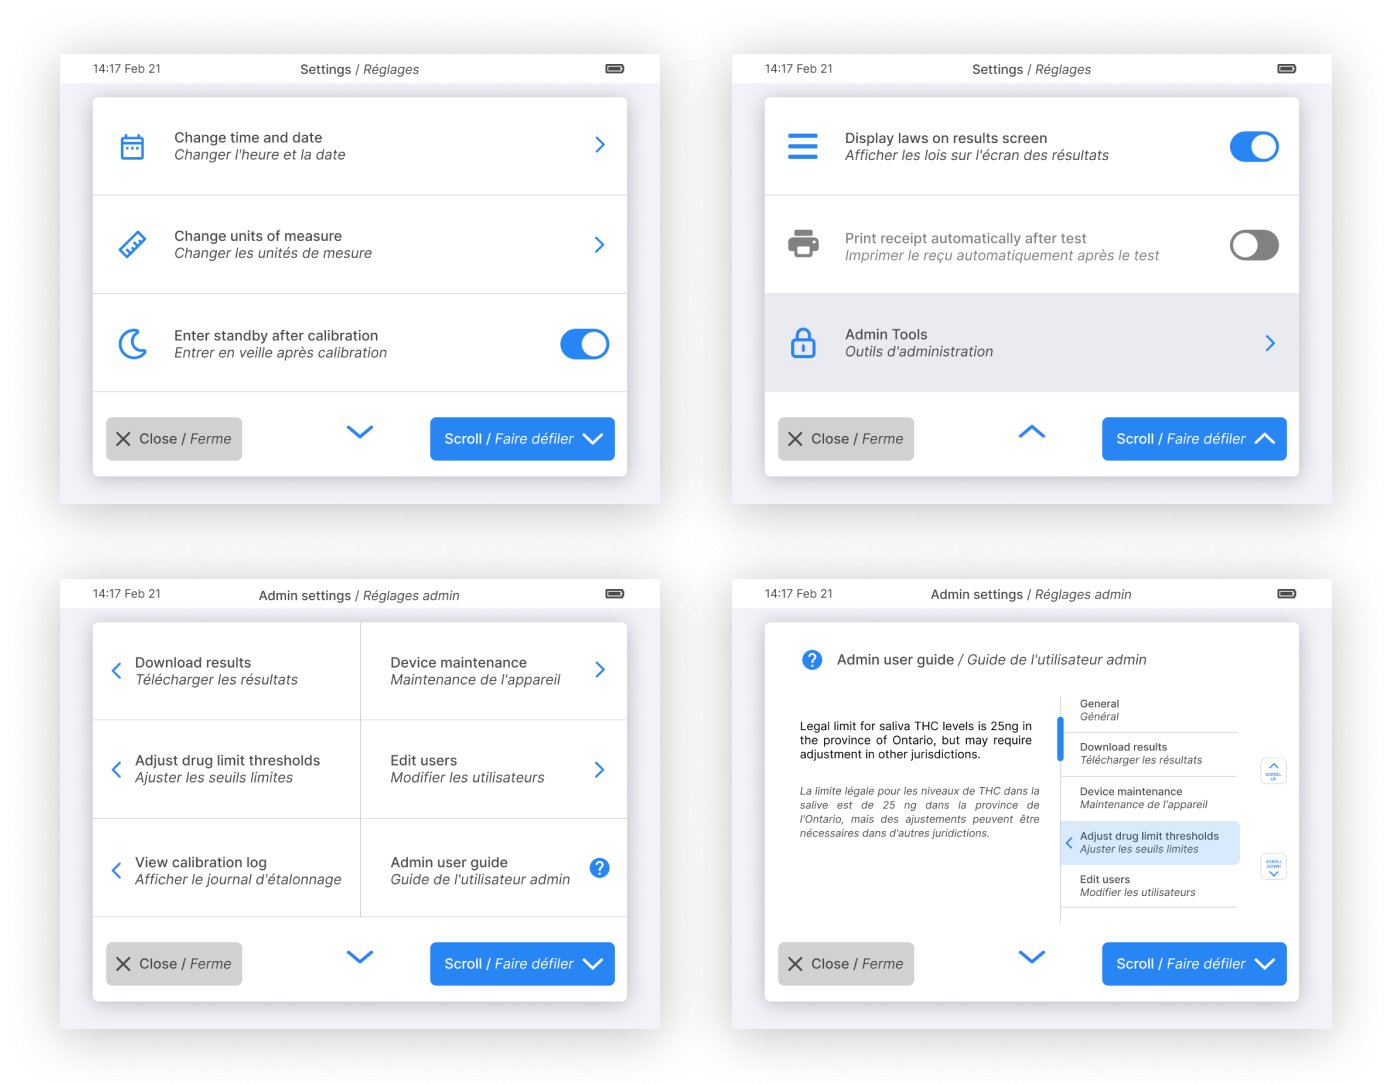 14:17 Feb 21
Settings / Réglages
Change time and date
Changer l'heure et la date
Change units of measure
Changer les unités de mesure
Enter standby after calibration
Entrer en veille après calibration
Close / Ferme
Scroll / Faire défiler
14:17 Feb 21
Settings / Réglages
Display laws on results screen
Afficher les lois sur l'écran des résultats
Print receipt automatically after test
Imprimer le reçu automatiquement après le test
Admin Tools
Outils d'administration
Close / Ferme
Scroll / Faire défiler
14:17 Feb 21
Admin settings / Réglages admin
Download results
Télécharger les résultats
Device maintenance
Maintenance de l'appareil
Adjust drug limit thresholds
Ajuster les seuils limites
Edit users
Modifier les utilisateurs
View calibration log
Afficher le journal d'étalonnage
Admin user guide
Guide de l'utilisateur admin
?
Close / Ferme
Scroll / Faire défiler
14:17 Feb 21
Admin settings / Réglages admin
? Admin user guide / Guide de l'utilisateur admin
Legal limit for saliva THC levels is 25ng in
the province of Ontario, but may require
adjustment in other jurisdictions.
La limite légale pour les niveaux de THC dans la
salive est de 25 ng dans la province de
l'Ontario, mais des ajustements peuvent être
nécessaires dans d'autres juridictions.
General
Général
Download results
Télécharger les résultats
Device maintenance
Maintenance de l'appareil
Adjust drug limit thresholds
Ajuster les seuils limites
Edit users
Modifier les utilisateurs
SCROLL
UP
SCROLL
DOWN
Close / Ferme
Scroll / Faire défiler